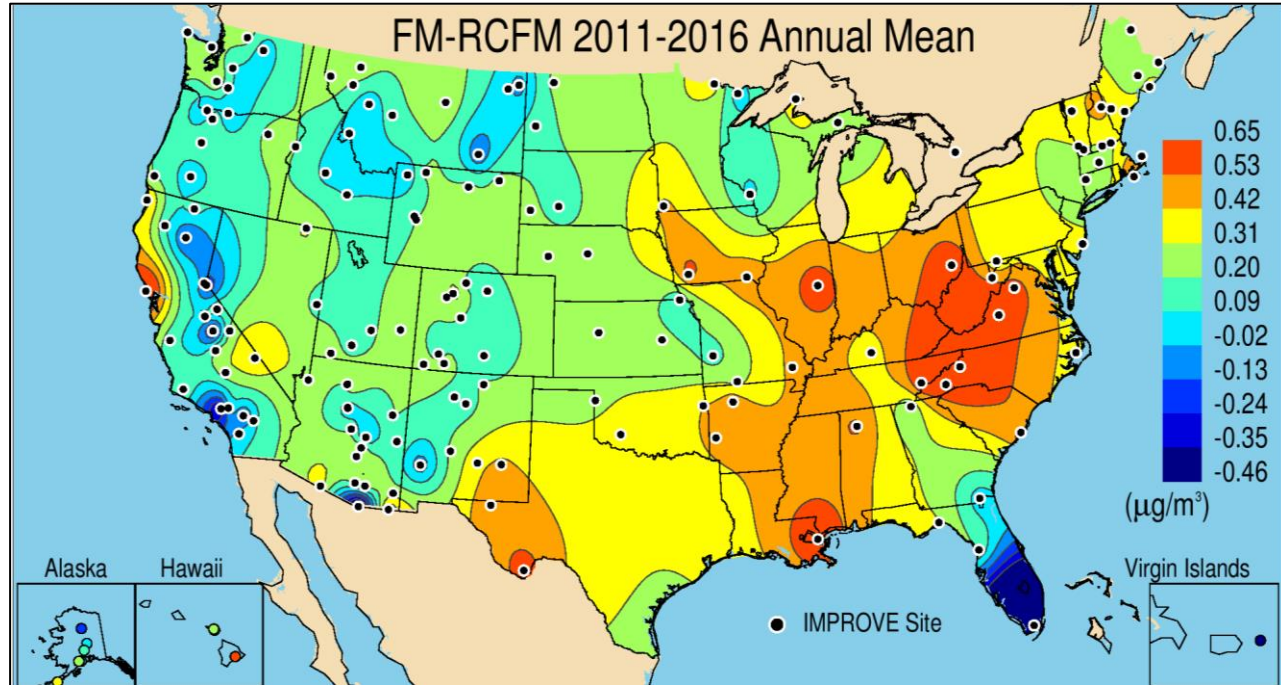 FM-RCFM 2011-2016 Annual Mean
0.65
0.53
0.42
0.31
0.20
0.09
-0.02
-0.13
-0.24
-0.35
-0.46
(μg/m³)
Alaska
Hawaii
Virgin Islands
IMPROVE Site